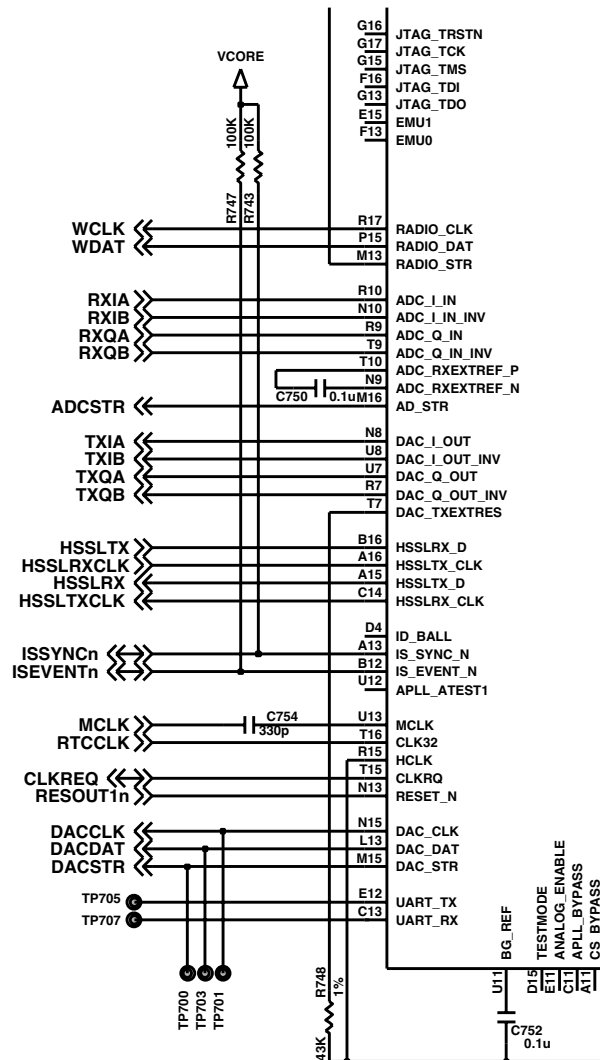 G16 JTAG_TRSTN
G17 JTAG_TCK
G15 JTAG_TMS
F16 JTAG_TDI
G13 JTAG_TDO
E15 EMU1
F13 EMU0
VCORE
100K 100K
R747 R743
WCLK R17 RADIO_CLK
WDAT P15 RADIO_DAT
M13 RADIO_STR
RXIA R10 ADC_I_IN
RXIB N10 ADC_I_IN_INV
RXQA R9 ADC_Q_IN
RXQB T9 ADC_Q_IN_INV
T10 ADC_RXEXTREF_P
N9 ADC_RXEXTREF_N
C750 0.1u
ADCSTR M16 AD_STR
TXIA N8 DAC_I_OUT
TXIB U8 DAC_I_OUT_INV
TXQA U7 DAC_Q_OUT
TXQB R7 DAC_Q_OUT_INV
T7 DAC_TXEXTRES
HSSLTX B16 HSSLRX_D
HSSLRXCLK A16 HSSLTX_CLK
HSSLRX A15 HSSLTX_D
HSSLTXCLK C14 HSSLRX_CLK
D4 ID_BALL
ISSYNCn A13 IS_SYNC_N
ISEVENTn B12 IS_EVENT_N
U12 APLL_ATEST1
MCLK C754 330p U13 MCLK
RTCCLK T16 CLK32
R15 HCLK
CLKREQ T15 CLKRQ
RESOUT1n N13 RESET_N
DACCLK N15 DAC_CLK
DACDAT L13 DAC_DAT
DACSTR M15 DAC_STR
TP705 E12 UART_TX
TP707 C13 UART_RX
TP700 TP703 TP701
R748 1%
43K
BG_REF TESTMODE ANALOG_ENABLE APLL_BYPASS CS_BYPASS
U11 D15 E11 C11 A11
C752
0.1u